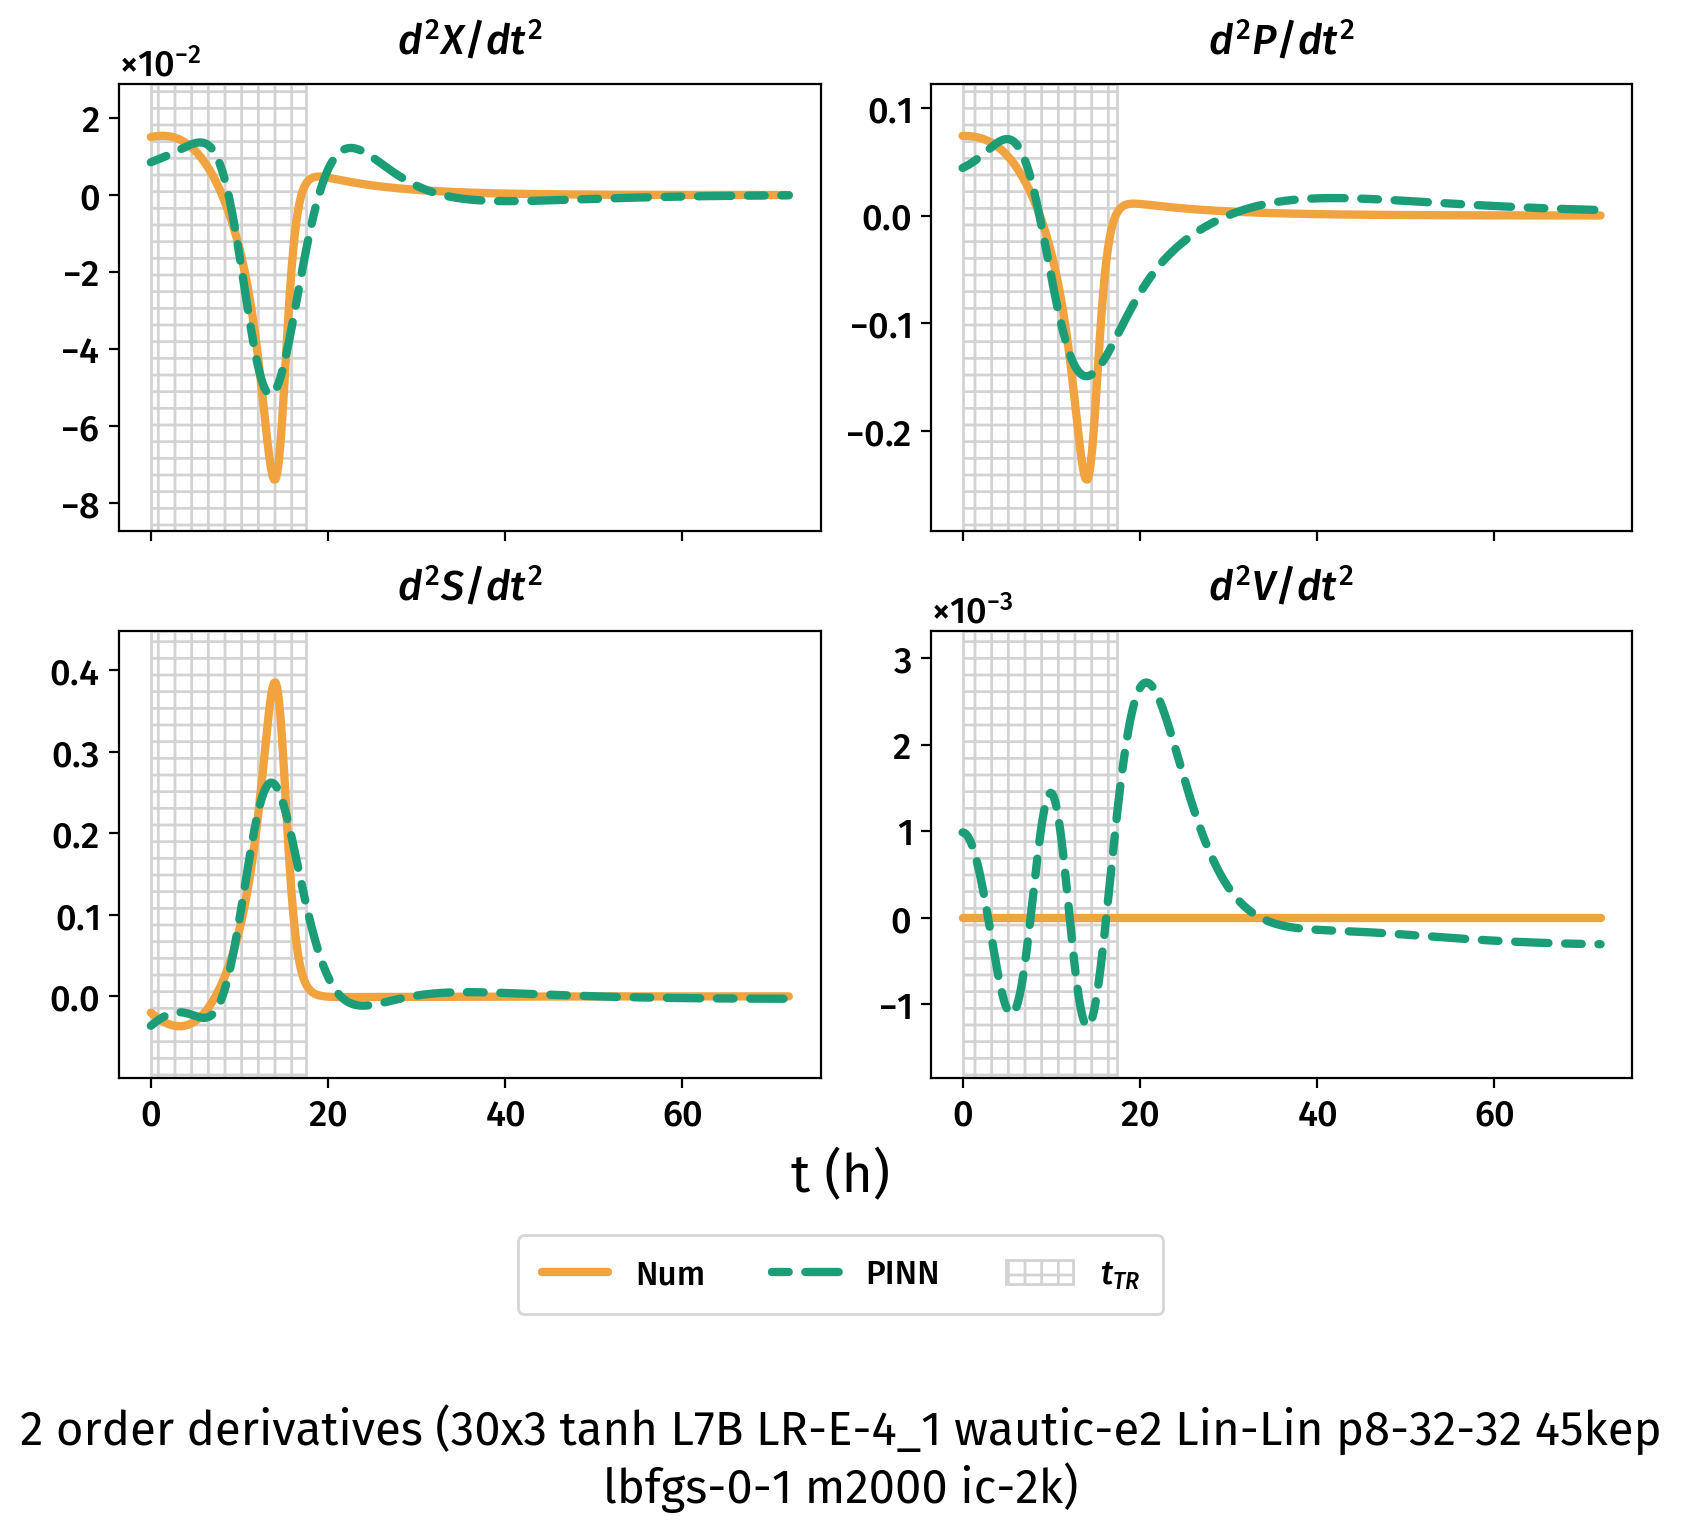 d²X/dt²
×10⁻²
2
0
−2
−4
−6
−8
d²P/dt²
0.1
0.0
−0.1
−0.2
d²S/dt²
0.4
0.3
0.2
0.1
0.0
0 20 40 60
d²V/dt²
×10⁻³
3
2
1
0
−1
0 20 40 60
t (h)
Num PINN t_TR
2 order derivatives (30x3 tanh L7B LR-E-4_1 wautic-e2 Lin-Lin p8-32-32 45kep
lbfgs-0-1 m2000 ic-2k)